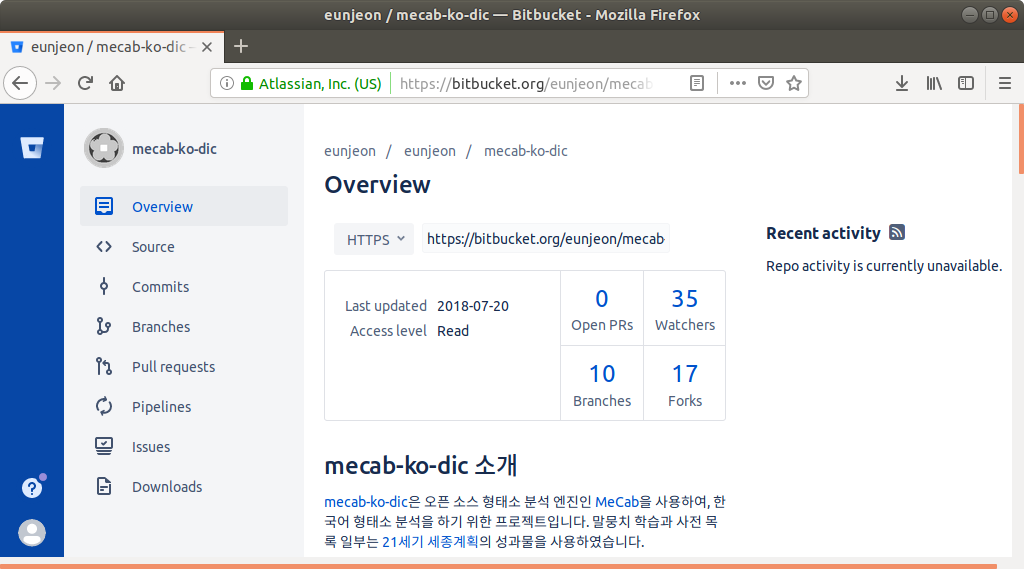 eunjeon / mecab-ko-dic — Bitbucket - Mozilla Firefox
eunjeon / mecab-ko-dic –
Atlassian, Inc. (US) https://bitbucket.org/eunjeon/mecab
mecab-ko-dic
Overview
Source
Commits
Branches
Pull requests
Pipelines
Issues
Downloads
eunjeon / eunjeon / mecab-ko-dic
Overview
HTTPS https://bitbucket.org/eunjeon/mecab-
Last updated 2018-07-20
Access level Read
0
Open PRs
35
Watchers
10
Branches
17
Forks
mecab-ko-dic 소개
mecab-ko-dic은 오픈 소스 형태소 분석 엔진인 MeCab을 사용하여, 한
국어 형태소 분석을 하기 위한 프로젝트입니다. 말뭉치 학습과 사전 목
록 일부는 21세기 세종계획의 성과물을 사용하였습니다.
Recent activity
Repo activity is currently unavailable.